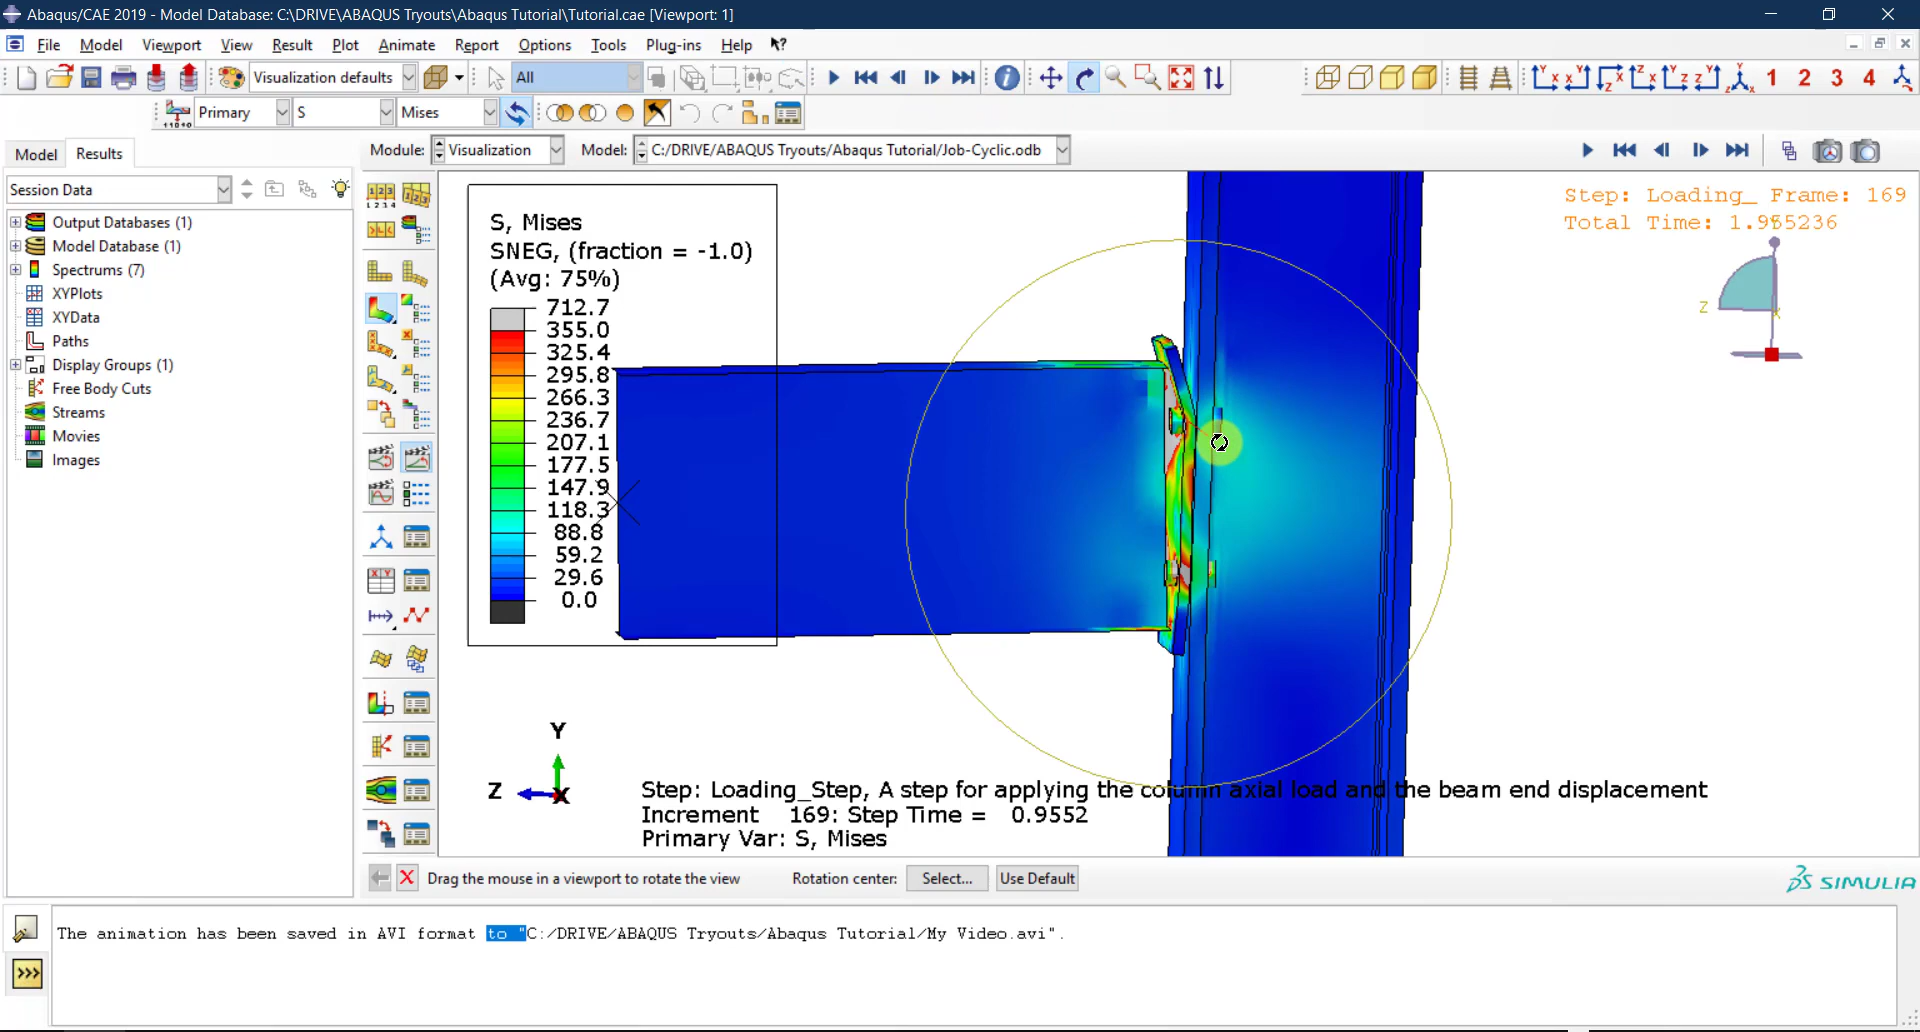 Abaqus/CAE 2019 - Model Database: C:\DRIVE\ABAQUS Tryouts\Abaqus Tutorial\Tutorial.cae [Viewport: 1]
File Model Viewport View Result Plot Animate Report Options Tools Plug-ins Help
Visualization defaults All 1 2 3 4
Primary S Mises
Model Results Module: Visualization Model: C:/DRIVE/ABAQUS Tryouts/Abaqus Tutorial/Job-Cyclic.odb
Session Data
Output Databases (1)
Model Database (1)
Spectrums (7)
XYPlots
XYData
Paths
Display Groups (1)
Free Body Cuts
Streams
Movies
Images
S, Mises
SNEG, (fraction = -1.0)
(Avg: 75%)
712.7
355.0
325.4
295.8
266.3
236.7
207.1
177.5
147.9
118.3
88.8
59.2
29.6
0.0
Step: Loading_ Frame: 169
Total Time: 1.955236
Z
Y
Z X
Step: Loading_Step, A step for applying the column axial load and the beam end displacement
Increment 169: Step Time = 0.9552
Primary Var: S, Mises
Drag the mouse in a viewport to rotate the view Rotation center: Select... Use Default
SIMULIA
The animation has been saved in AVI format to "C:/DRIVE/ABAQUS Tryouts/Abaqus Tutorial/My Video.avi".
>>>